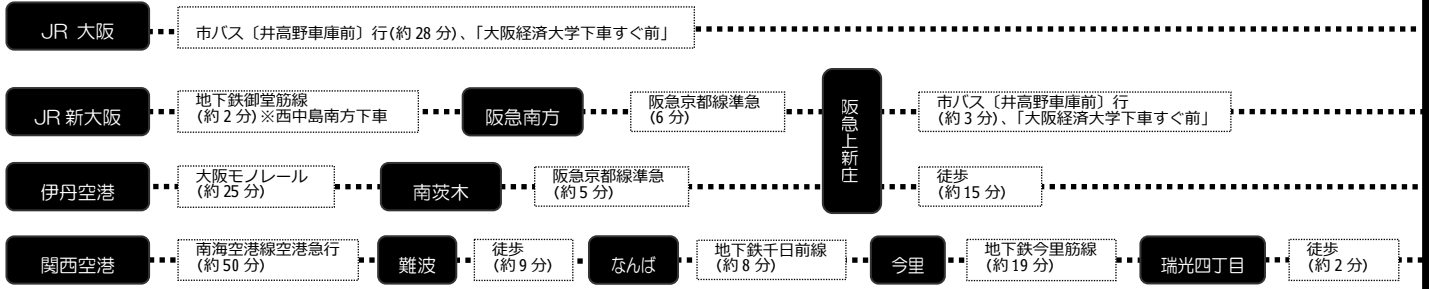 JR 大阪
市バス〔井高野車庫前〕行(約 28 分)、「大阪経済大学下車すぐ前」
JR 新大阪
地下鉄御堂筋線
(約 2 分)※西中島南方下車
阪急南方
阪急京都線準急
(6 分)
阪急上新庄
市バス〔井高野車庫前〕行
(約 3 分)、「大阪経済大学下車すぐ前」
伊丹空港
大阪モノレール
(約 25 分)
南茨木
阪急京都線準急
(約 5 分)
徒歩
(約 15 分)
関西空港
南海空港線空港急行
(約 50 分)
難波
徒歩
(約 9 分)
なんば
地下鉄千日前線
(約 8 分)
今里
地下鉄今里筋線
(約 19 分)
瑞光四丁目
徒歩
(約 2 分)